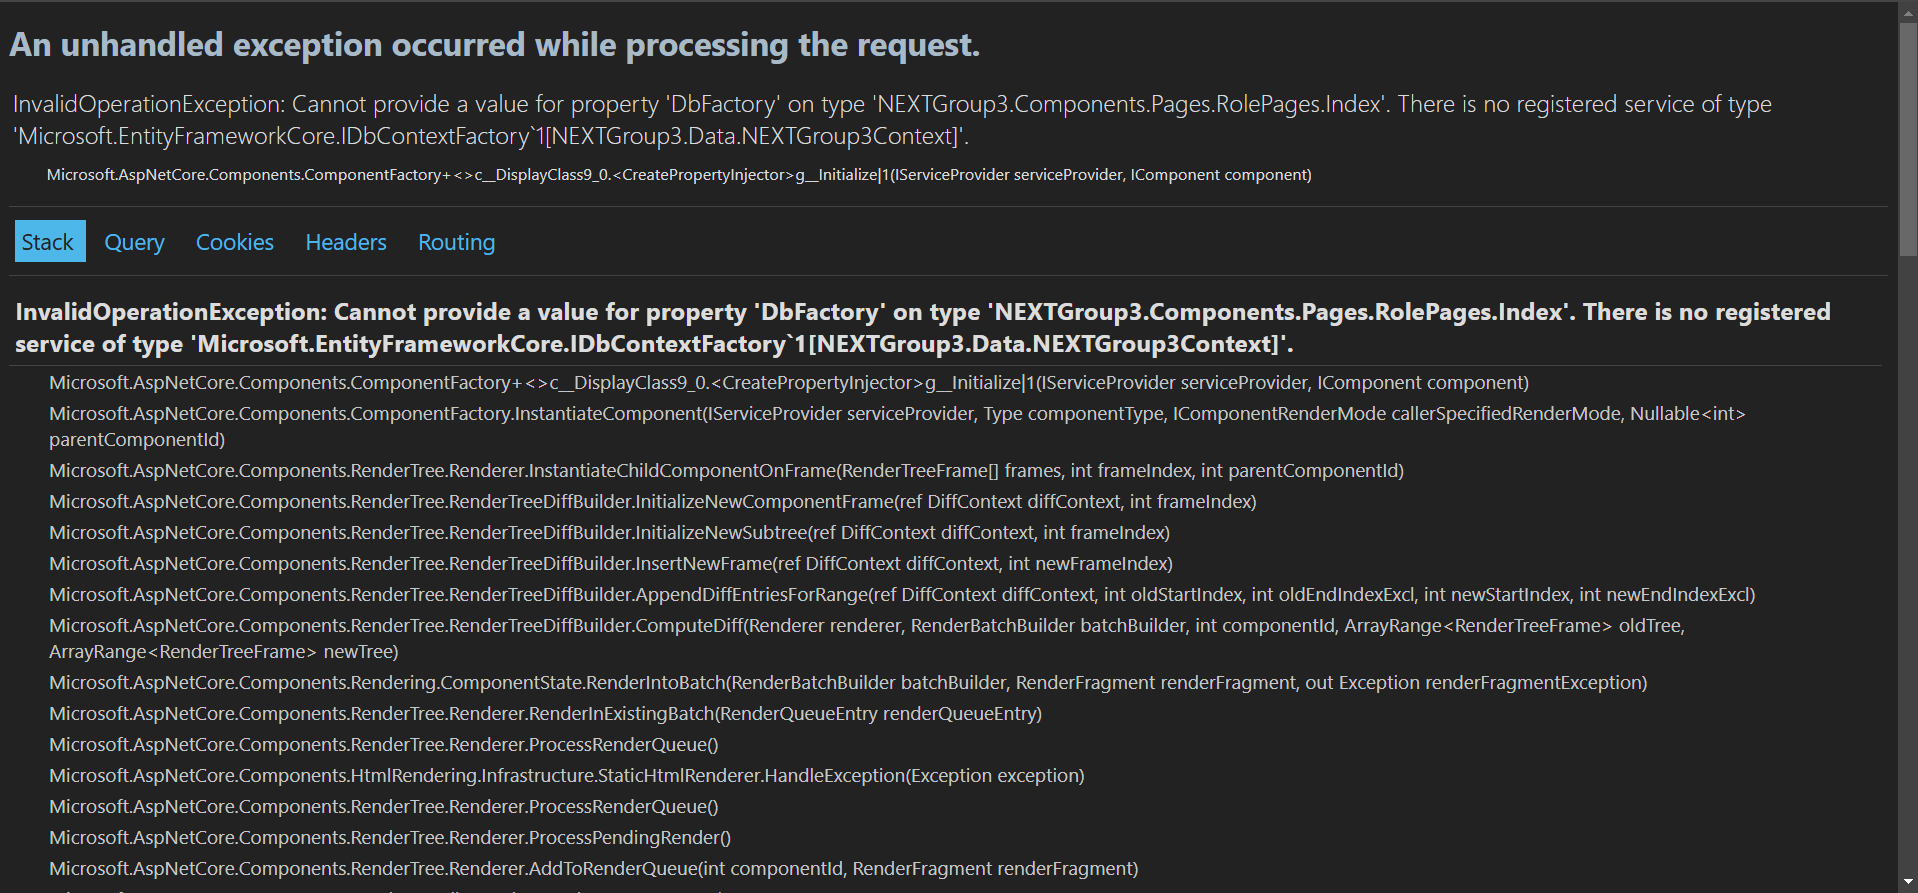 An unhandled exception occurred while processing the request.
InvalidOperationException: Cannot provide a value for property 'DbFactory' on type 'NEXTGroup3.Components.Pages.RolePages.Index'. There is no registered service of type
'Microsoft.EntityFrameworkCore.IDbContextFactory`1[NEXTGroup3.Data.NEXTGroup3Context]'.
Microsoft.AspNetCore.Components.ComponentFactory+<>c__DisplayClass9_0.<CreatePropertyInjector>g__Initialize|1(IServiceProvider serviceProvider, IComponent component)
Stack Query Cookies Headers Routing
InvalidOperationException: Cannot provide a value for property 'DbFactory' on type 'NEXTGroup3.Components.Pages.RolePages.Index'. There is no registered
service of type 'Microsoft.EntityFrameworkCore.IDbContextFactory`1[NEXTGroup3.Data.NEXTGroup3Context]'.
Microsoft.AspNetCore.Components.ComponentFactory+<>c__DisplayClass9_0.<CreatePropertyInjector>g__Initialize|1(IServiceProvider serviceProvider, IComponent component)
Microsoft.AspNetCore.Components.ComponentFactory.InstantiateComponent(IServiceProvider serviceProvider, Type componentType, IComponentRenderMode callerSpecifiedRenderMode, Nullable<int>
parentComponentId)
Microsoft.AspNetCore.Components.RenderTree.Renderer.InstantiateChildComponentOnFrame(RenderTreeFrame[] frames, int frameIndex, int parentComponentId)
Microsoft.AspNetCore.Components.RenderTree.RenderTreeDiffBuilder.InitializeNewComponentFrame(ref DiffContext diffContext, int frameIndex)
Microsoft.AspNetCore.Components.RenderTree.RenderTreeDiffBuilder.InitializeNewSubtree(ref DiffContext diffContext, int frameIndex)
Microsoft.AspNetCore.Components.RenderTree.RenderTreeDiffBuilder.InsertNewFrame(ref DiffContext diffContext, int newFrameIndex)
Microsoft.AspNetCore.Components.RenderTree.RenderTreeDiffBuilder.AppendDiffEntriesForRange(ref DiffContext diffContext, int oldStartIndex, int oldEndIndexExcl, int newStartIndex, int newEndIndexExcl)
Microsoft.AspNetCore.Components.RenderTree.RenderTreeDiffBuilder.ComputeDiff(Renderer renderer, RenderBatchBuilder batchBuilder, int componentId, ArrayRange<RenderTreeFrame> oldTree,
ArrayRange<RenderTreeFrame> newTree)
Microsoft.AspNetCore.Components.Rendering.ComponentState.RenderIntoBatch(RenderBatchBuilder batchBuilder, RenderFragment renderFragment, out Exception renderFragmentException)
Microsoft.AspNetCore.Components.RenderTree.Renderer.RenderInExistingBatch(RenderQueueEntry renderQueueEntry)
Microsoft.AspNetCore.Components.RenderTree.Renderer.ProcessRenderQueue()
Microsoft.AspNetCore.Components.HtmlRendering.Infrastructure.StaticHtmlRenderer.HandleException(Exception exception)
Microsoft.AspNetCore.Components.RenderTree.Renderer.ProcessRenderQueue()
Microsoft.AspNetCore.Components.RenderTree.Renderer.ProcessPendingRender()
Microsoft.AspNetCore.Components.RenderTree.Renderer.AddToRenderQueue(int componentId, RenderFragment renderFragment)